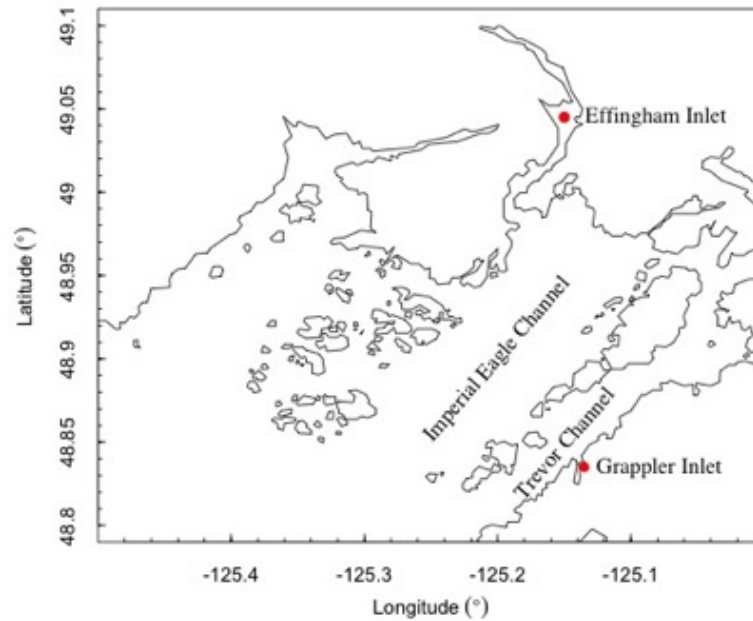 49.1
49.05
49
48.95
48.9
48.85
48.8
Latitude (°)
Effingham Inlet
Imperial Eagle Channel
Trevor Channel
Grappler Inlet
-125.4
-125.3
-125.2
-125.1
Longitude (°)